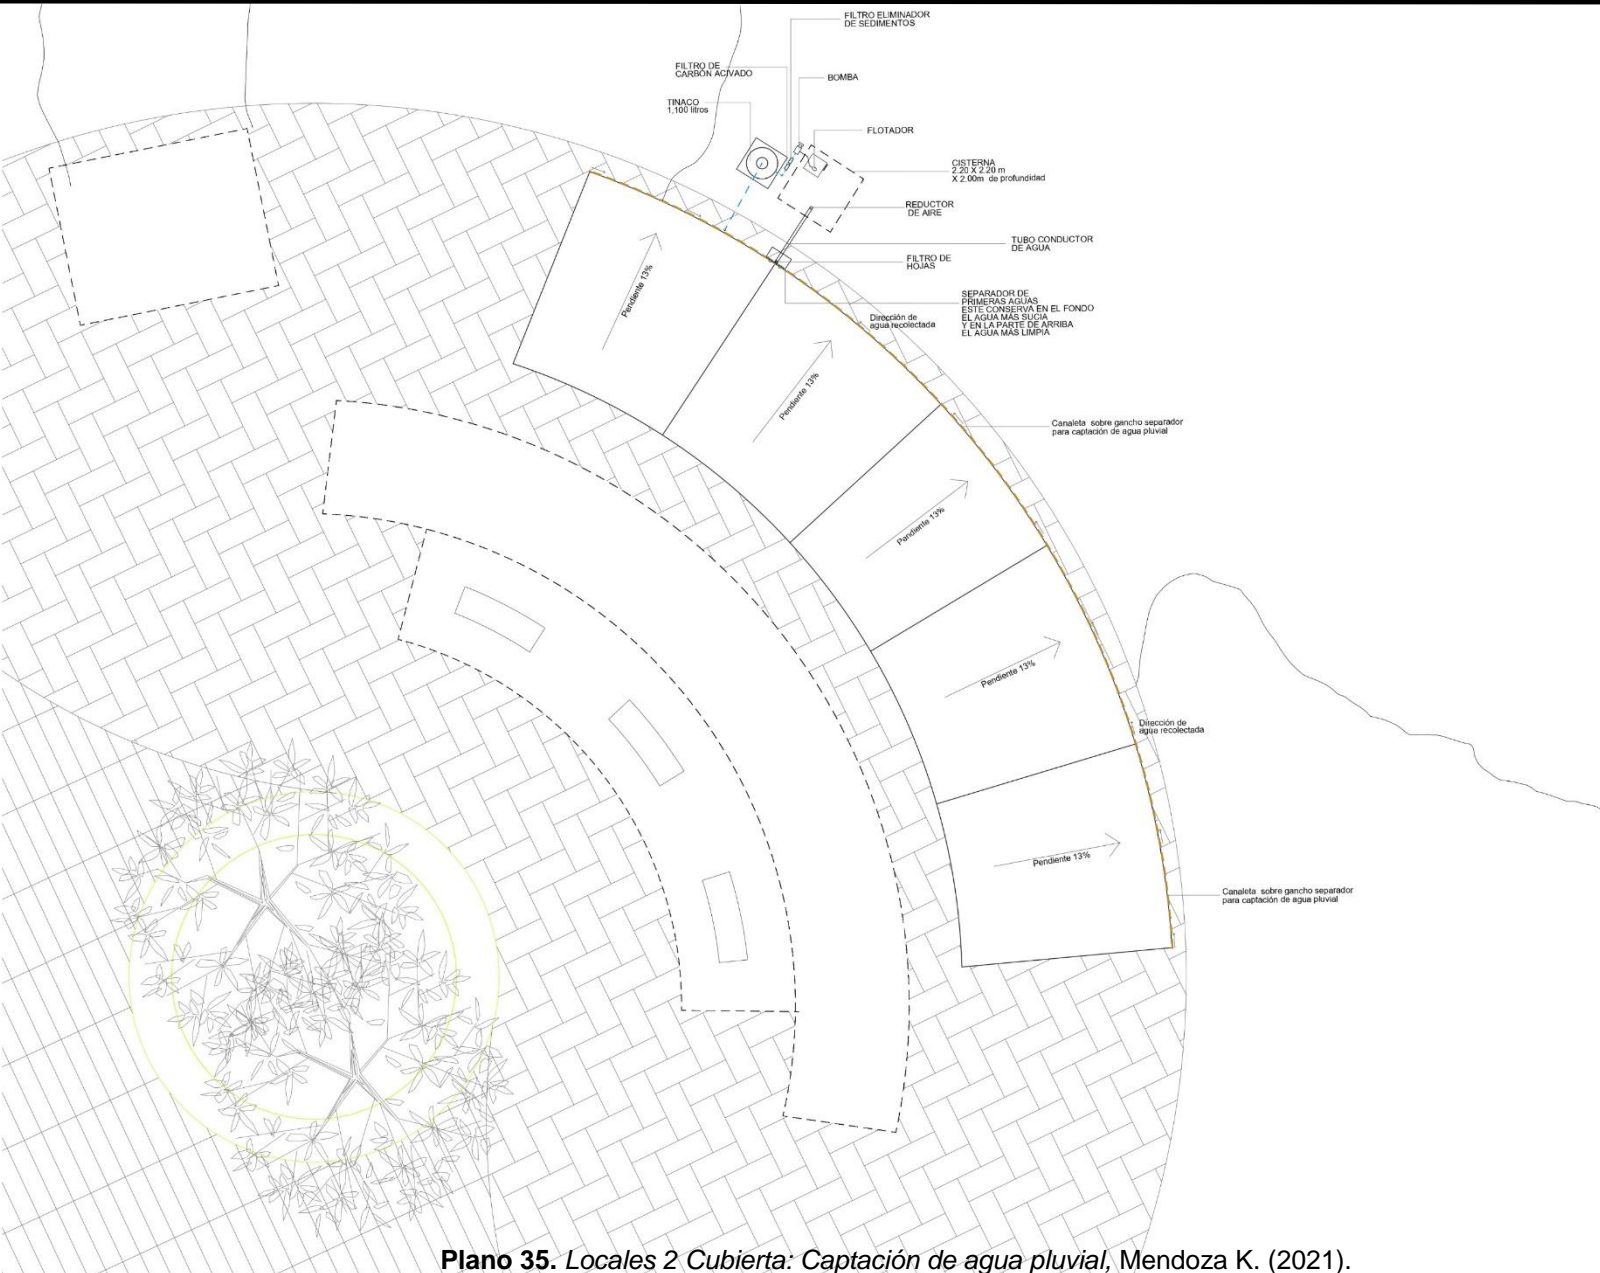 FILTRO ELIMINADOR
DE SEDIMENTOS
FILTRO DE
CARBÓN ACIVADO
BOMBA
TINACO
1,100 litros
FLOTADOR
CISTERNA
2.20 X 2.20 m
X 2.00m de profundidad
REDUCTOR
DE AIRE
TUBO CONDUCTOR
DE AGUA
FILTRO DE
HOJAS
SEPARADOR DE
PRIMERAS AGUAS
ESTE CONSERVA EN EL FONDO
EL AGUA MÁS SUCIA
Y EN LA PARTE DE ARRIBA
EL AGUA MÁS LIMPIA
Pendiente 13%
Dirección de
agua recolectada
Pendiente 13%
Canaleta sobre gancho separador
para captación de agua pluvial
Pendiente 13%
Pendiente 13%
Dirección de
agua recolectada
Pendiente 13%
Canaleta sobre gancho separador
para captación de agua pluvial
Plano 35. Locales 2 Cubierta: Captación de agua pluvial, Mendoza K. (2021).